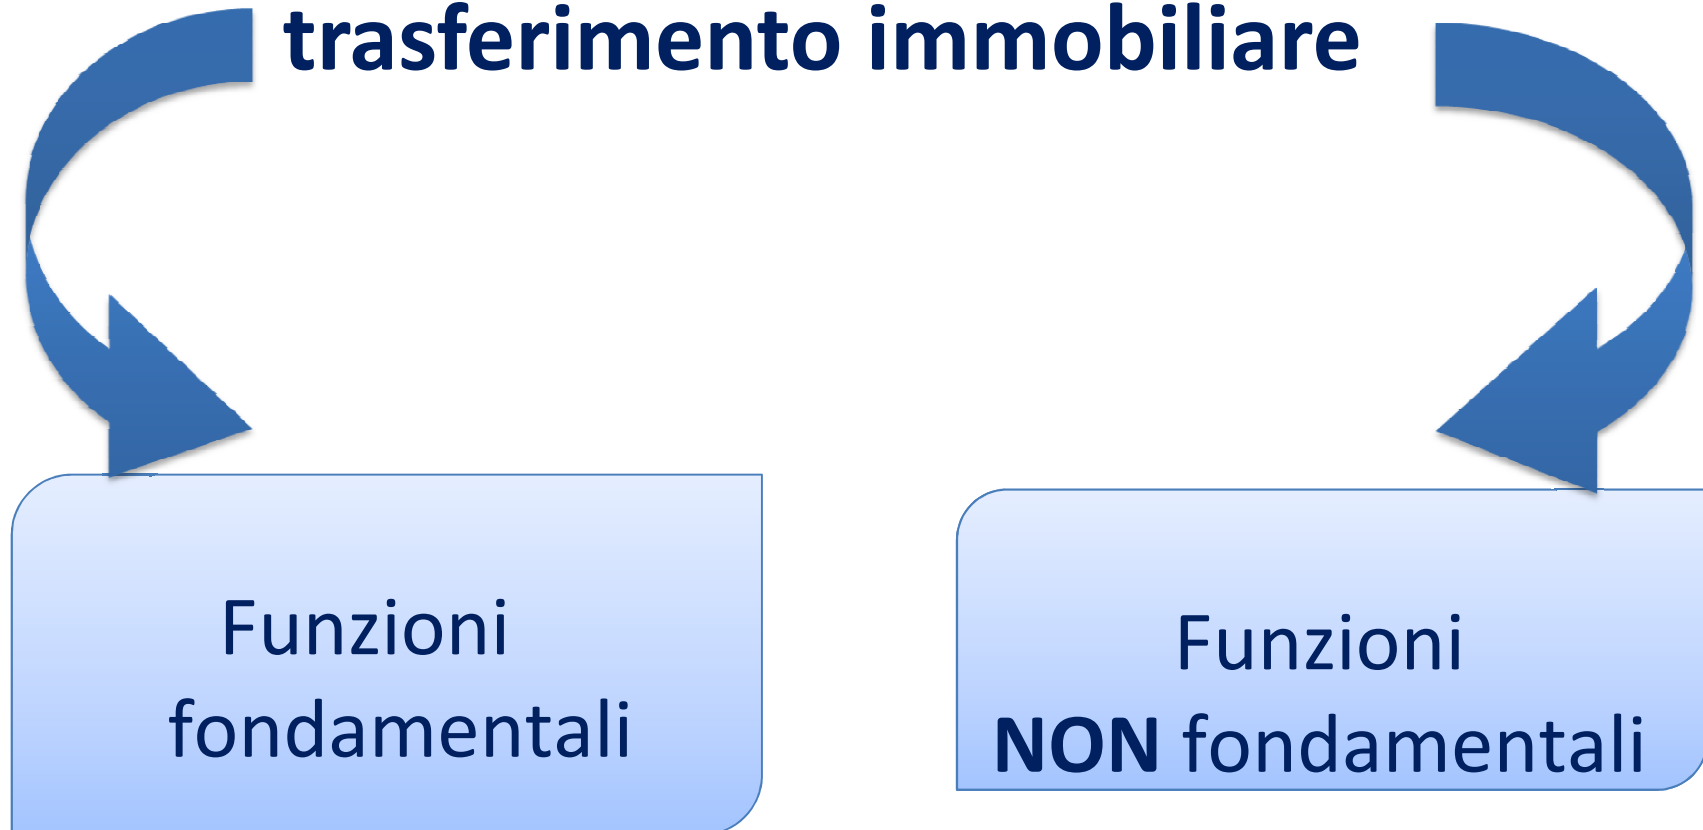 trasferimento immobiliare
Funzioni
fondamentali
Funzioni
NON fondamentali